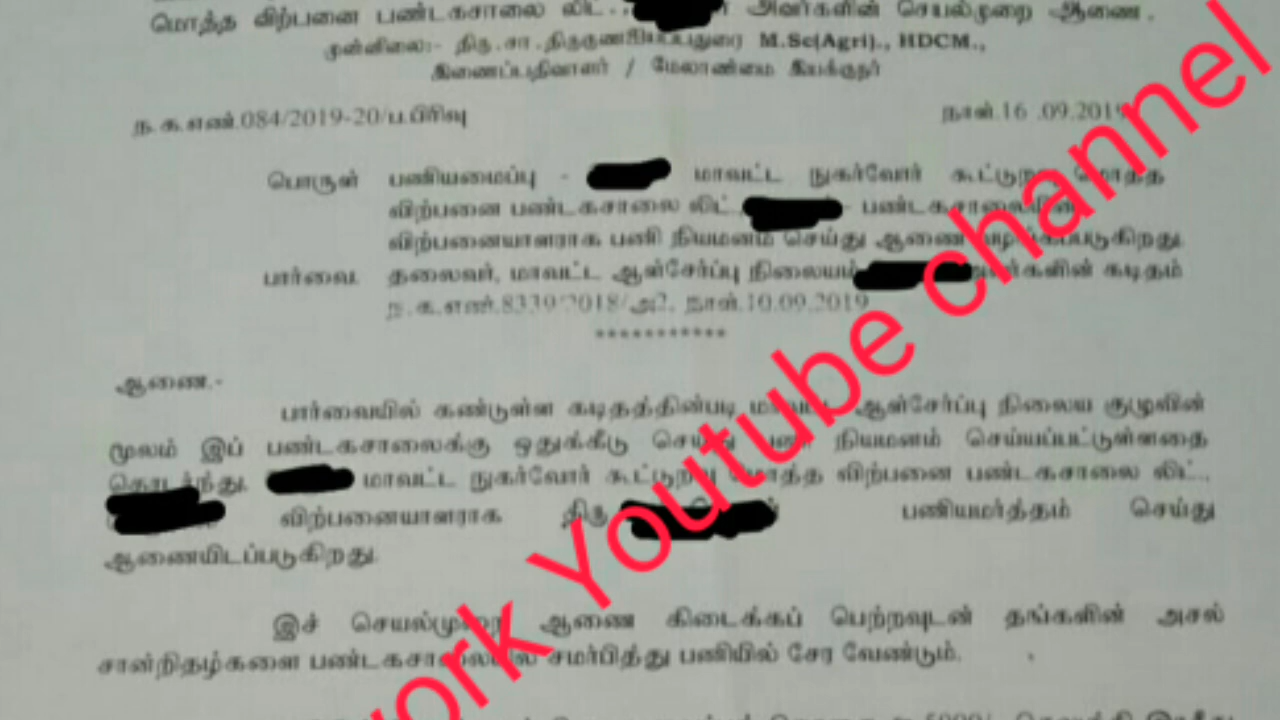 மொத்த விற்பனை பண்டகசாலை லிட்., அவர்களின் செயல்முறை ஆணை.
முன்னிலை:- திரு.சா. M.Sc(Agri)., HDCM.,
இணைப்பதிவாளர் / மேலாண்மை இயக்குநர்
ந.க.எண்.084/2019-20/ப.பிரிவு நாள்.16 .09.2019
பொருள் பணியமைப்பு - மாவட்ட நுகர்வோர் கூட்டுறவு மொத்த
விற்பனை பண்டகசாலை லிட்., - பண்டகசாலையின்
விற்பனையாளராக பணி நியமனம் செய்து ஆணை வழங்கப்படுகிறது.
பார்வை. தலைவர், மாவட்ட ஆள்சேர்ப்பு நிலையம் அவர்களின் கடிதம்
ந.க.எண்.8339/2018/அ2, நாள்.10.09.2019
***********
ஆணை.-
பார்வையில் கண்டுள்ள கடிதத்தின்படி மாவட்ட ஆள்சேர்ப்பு நிலைய குழுவின்
மூலம் இப் பண்டகசாலைக்கு ஒதுக்கீடு செய்து பணி நியமனம் செய்யப்பட்டுள்ளதை
தொடர்ந்து, மாவட்ட நுகர்வோர் கூட்டுறவு மொத்த விற்பனை பண்டகசாலை லிட்.,
விற்பனையாளராக திரு. பணியமர்த்தம் செய்து
ஆணையிடப்படுகிறது.
இச் செயல்முறை ஆணை கிடைக்கப் பெற்றவுடன் தங்களின் அசல்
சான்றிதழ்களை பண்டகசாலையில் சமர்பித்து பணியில் சேர வேண்டும்.
work Youtube channel